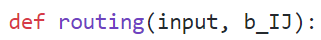 def routing(input, b_IJ):